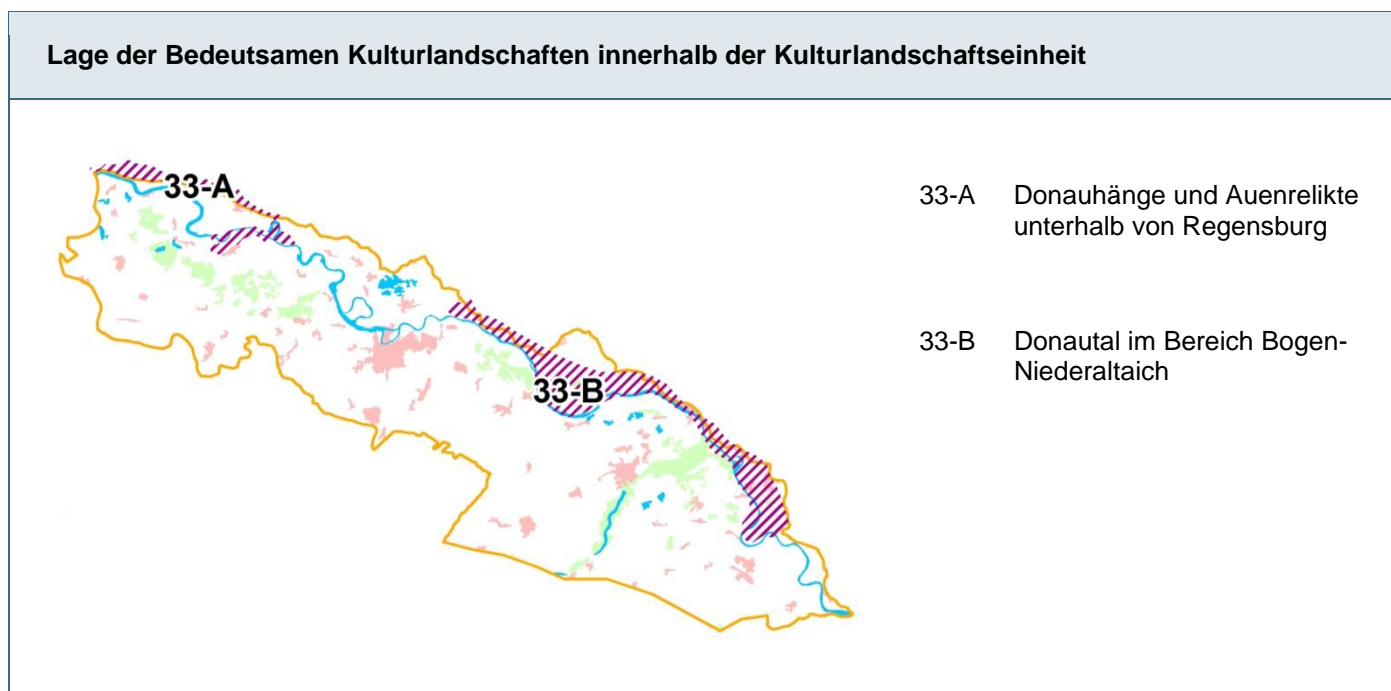 Lage der Bedeutsamen Kulturlandschaften innerhalb der Kulturlandschaftseinheit
33-A
33-B
33-A Donauhänge und Auenrelikte
unterhalb von Regensburg
33-B Donautal im Bereich Bogen-
Niederaltaich